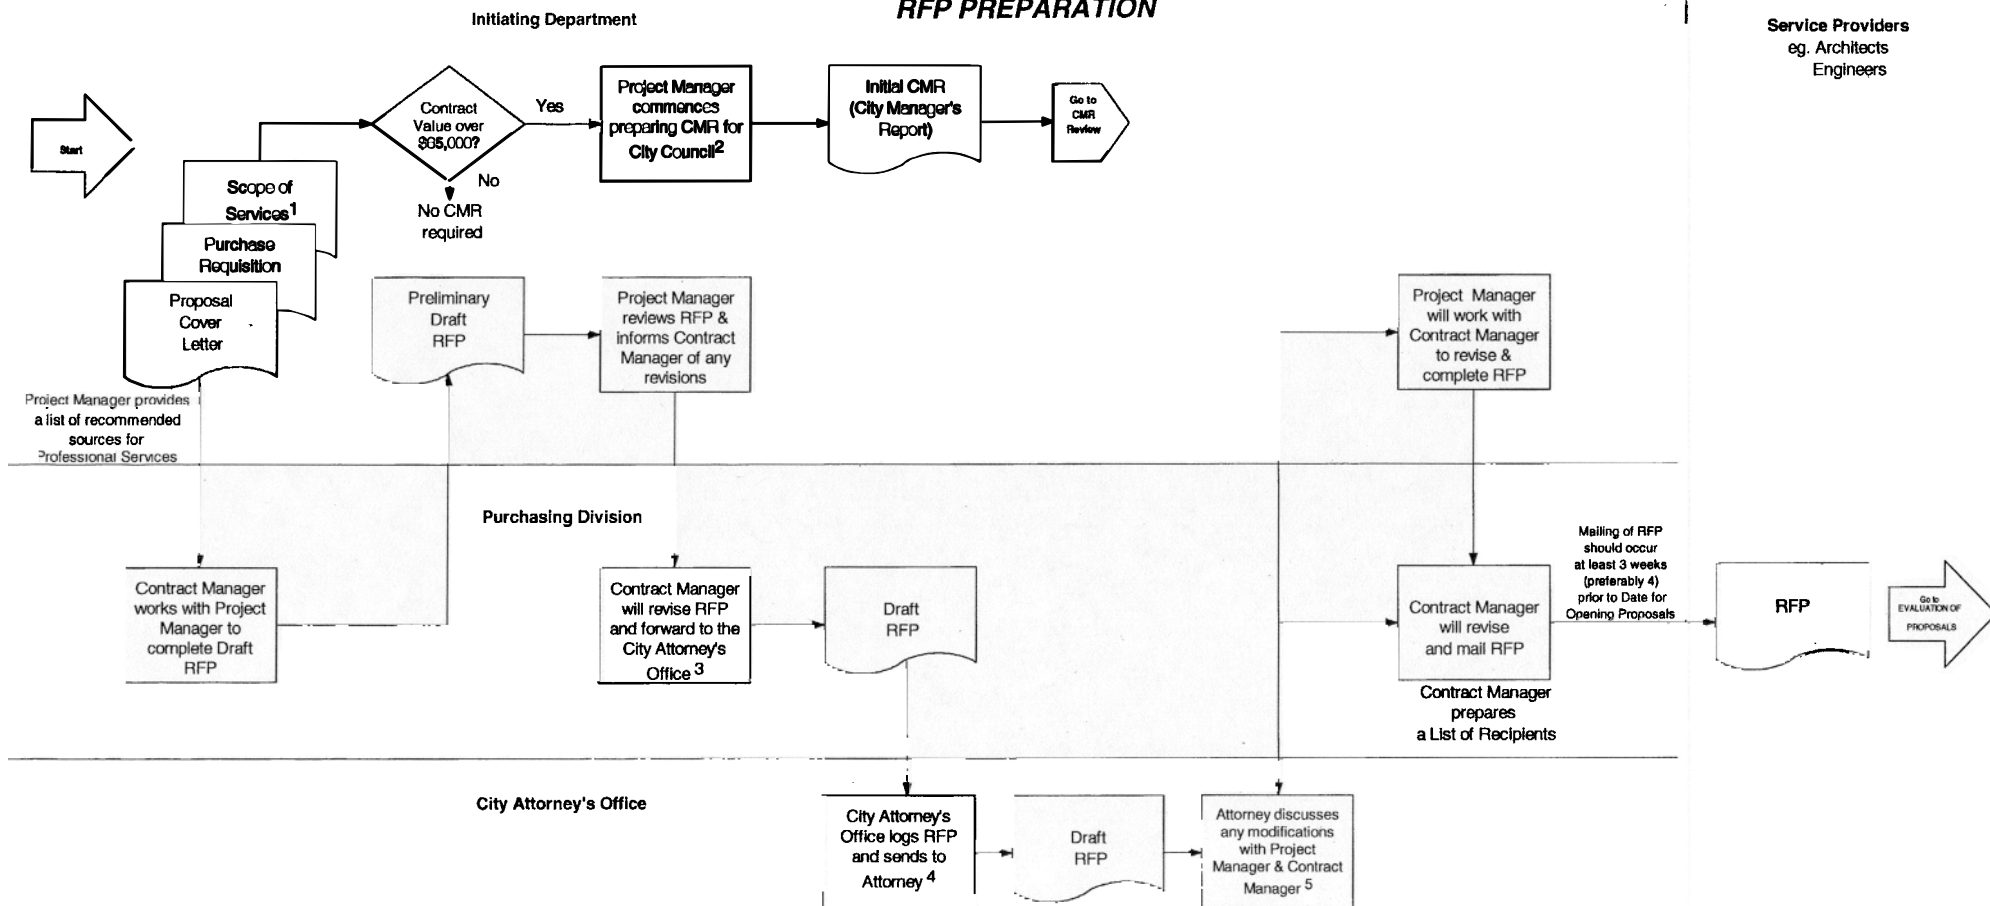 RFP PREPARATION
Initiating Department
Service Providers
eg. Architects
Engineers
Start
Scope of
Services1
Purchase
Requisition
Proposal
Cover
Letter
Project Manager provides
a list of recommended
sources for
Professional Services
Contract
Value over
$65,000?
Yes
No
No CMR
required
Project Manager
commences
preparing CMR for
City Council2
Initial CMR
(City Manager's
Report)
Go to
CMR
Review
Preliminary
Draft
RFP
Project Manager
reviews RFP &
informs Contract
Manager of any
revisions
Project Manager
will work with
Contract Manager
to revise &
complete RFP
Purchasing Division
Contract Manager
works with Project
Manager to
complete Draft
RFP
Contract Manager
will revise RFP
and forward to the
City Attorney's
Office 3
Draft
RFP
Contract Manager
will revise
and mail RFP
Contract Manager
prepares
a List of Recipients
Mailing of RFP
should occur
at least 3 weeks
(preferably 4)
prior to Date for
Opening Proposals
RFP
Go to
EVALUATION OF
PROPOSALS
City Attorney's Office
City Attorney's
Office logs RFP
and sends to
Attorney 4
Draft
RFP
Attorney discusses
any modifications
with Project
Manager & Contract
Manager 5